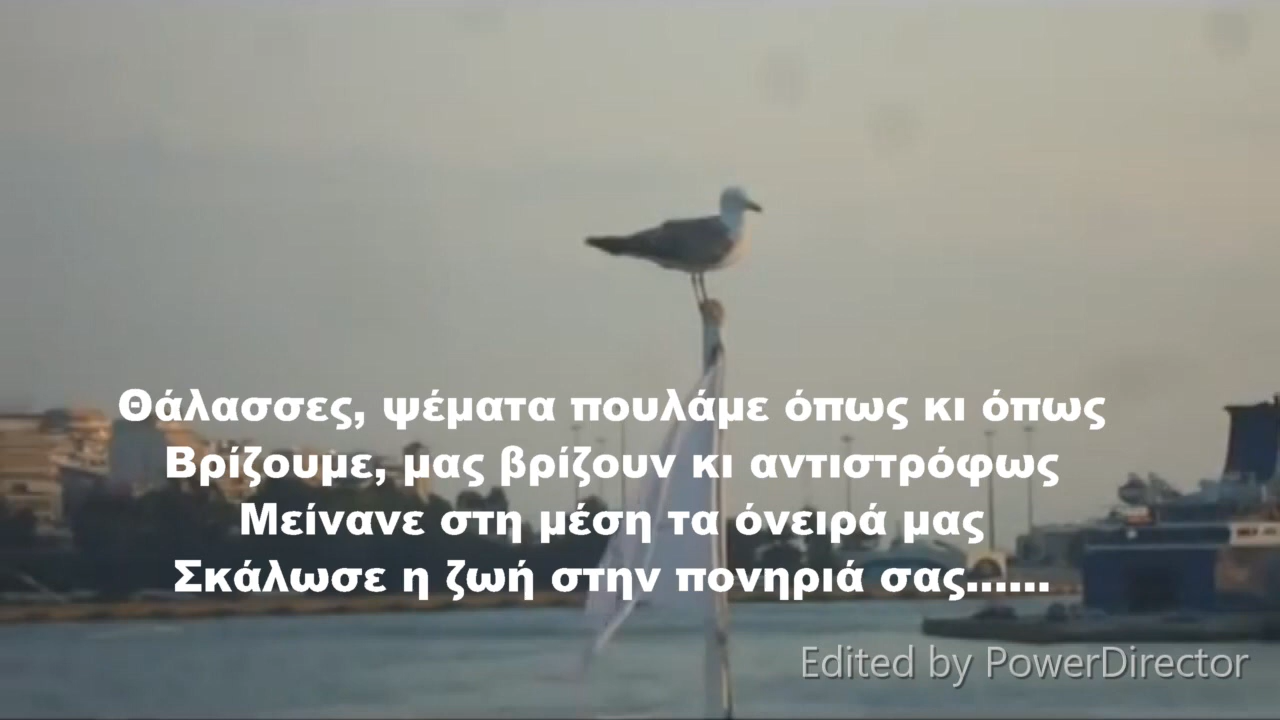 Θάλασσες, ψέματα πουλάμε όπως κι όπως
Βρίζουμε, μας βρίζουν κι αντιστρόφως
Μείνανε στη μέση τα όνειρά μας
Σκάλωσε η ζωή στην πονηριά σας......
Edited by PowerDirector